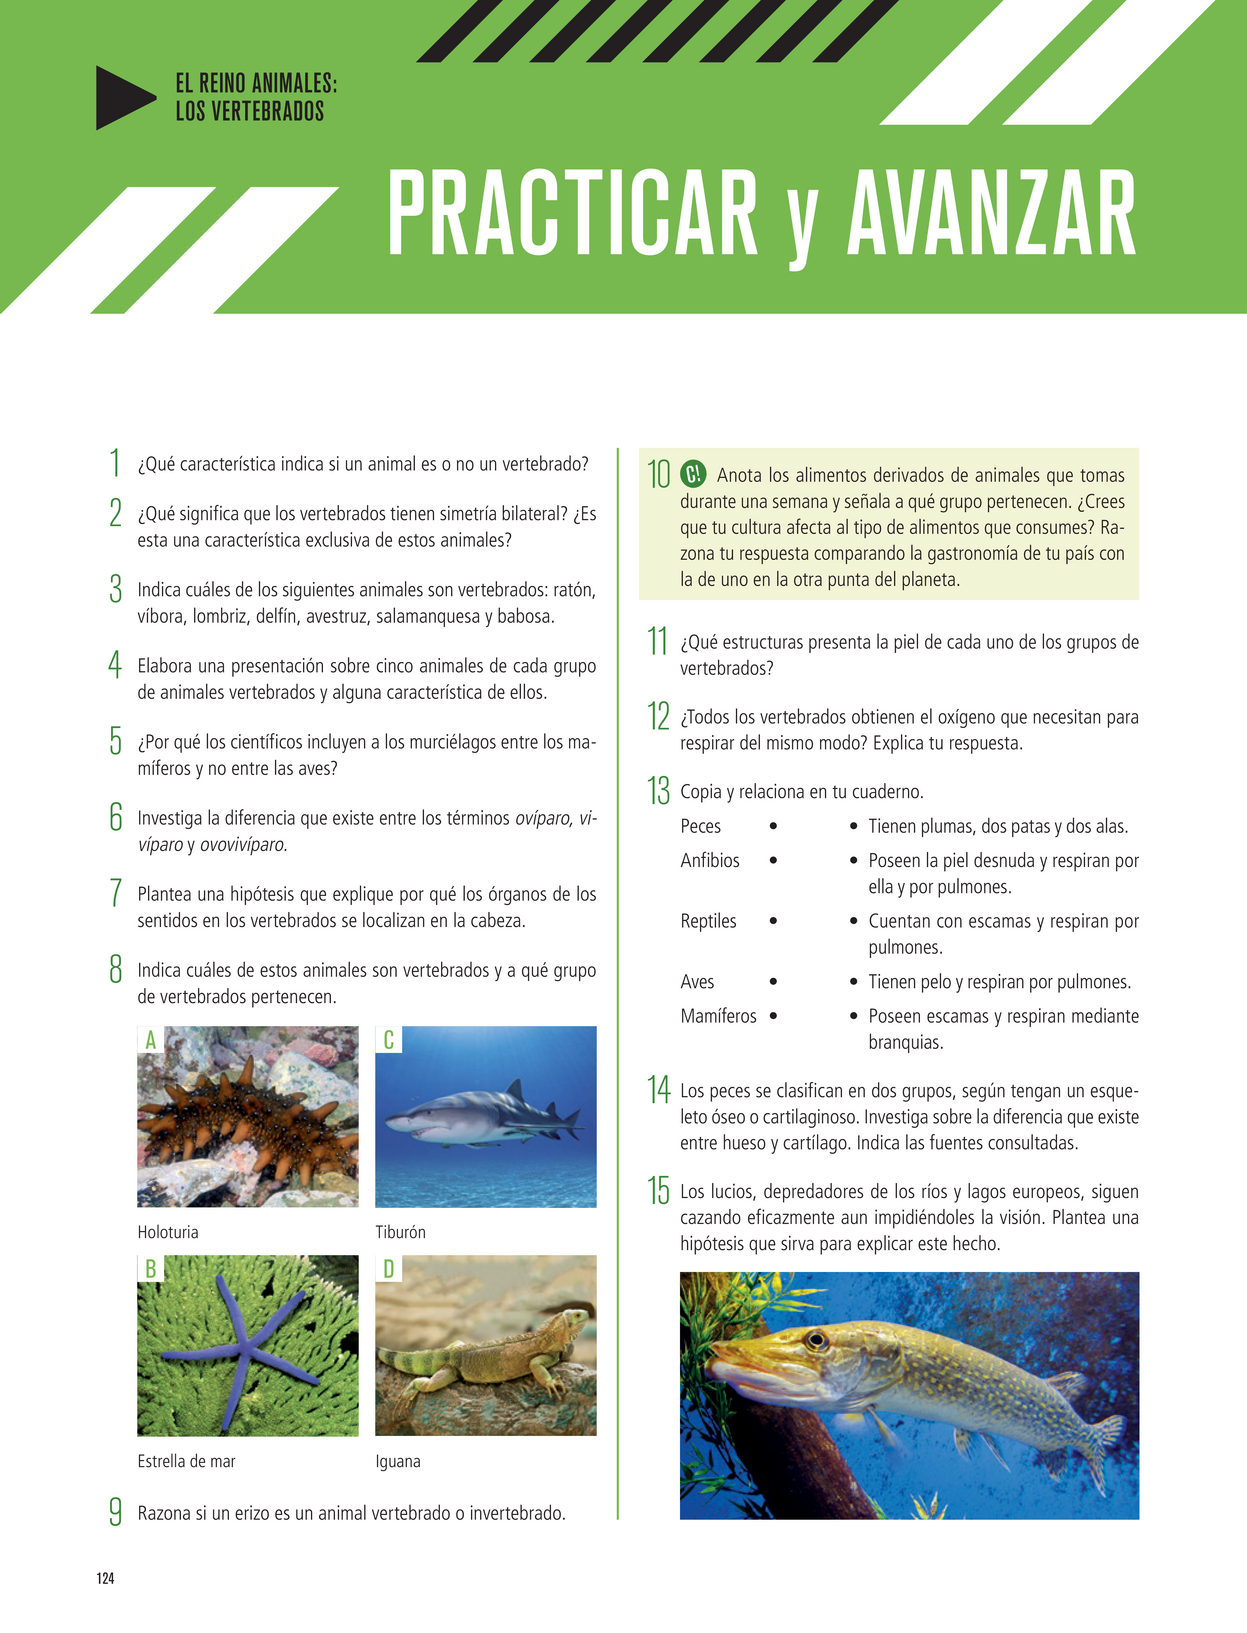 EL REINO ANIMALES:
LOS VERTEBRADOS
PRACTICAR y AVANZAR
1 ¿Qué característica indica si un animal es o no un vertebrado?
2 ¿Qué significa que los vertebrados tienen simetría bilateral? ¿Es
esta una característica exclusiva de estos animales?
3 Indica cuáles de los siguientes animales son vertebrados: ratón,
víbora, lombriz, delfín, avestruz, salamanquesa y babosa.
4 Elabora una presentación sobre cinco animales de cada grupo
de animales vertebrados y alguna característica de ellos.
5 ¿Por qué los científicos incluyen a los murciélagos entre los ma-
míferos y no entre las aves?
6 Investiga la diferencia que existe entre los términos ovíparo, vi-
víparo y ovovivíparo.
7 Plantea una hipótesis que explique por qué los órganos de los
sentidos en los vertebrados se localizan en la cabeza.
8 Indica cuáles de estos animales son vertebrados y a qué grupo
de vertebrados pertenecen.
A
C
Holoturia
Tiburón
B
D
Estrella de mar
Iguana
9 Razona si un erizo es un animal vertebrado o invertebrado.
10 C! Anota los alimentos derivados de animales que tomas
durante una semana y señala a qué grupo pertenecen. ¿Crees
que tu cultura afecta al tipo de alimentos que consumes? Ra-
zona tu respuesta comparando la gastronomía de tu país con
la de uno en la otra punta del planeta.
11 ¿Qué estructuras presenta la piel de cada uno de los grupos de
vertebrados?
12 ¿Todos los vertebrados obtienen el oxígeno que necesitan para
respirar del mismo modo? Explica tu respuesta.
13 Copia y relaciona en tu cuaderno.
Peces • • Tienen plumas, dos patas y dos alas.
Anfibios • • Poseen la piel desnuda y respiran por
ella y por pulmones.
Reptiles • • Cuentan con escamas y respiran por
pulmones.
Aves • • Tienen pelo y respiran por pulmones.
Mamíferos • • Poseen escamas y respiran mediante
branquias.
14 Los peces se clasifican en dos grupos, según tengan un esque-
leto óseo o cartilaginoso. Investiga sobre la diferencia que existe
entre hueso y cartílago. Indica las fuentes consultadas.
15 Los lucios, depredadores de los ríos y lagos europeos, siguen
cazando eficazmente aun impidiéndoles la visión. Plantea una
hipótesis que sirva para explicar este hecho.
124